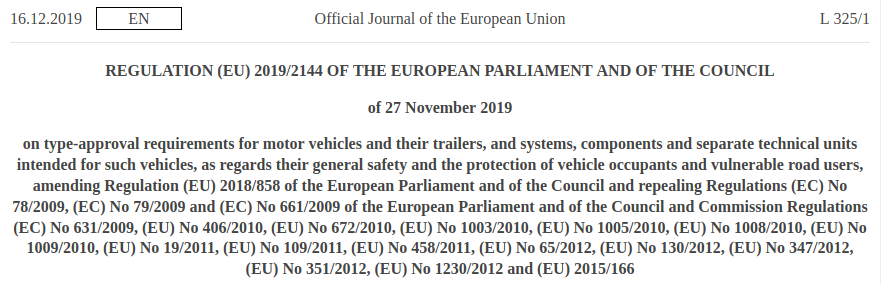 16.12.2019 EN Official Journal of the European Union L 325/1
REGULATION (EU) 2019/2144 OF THE EUROPEAN PARLIAMENT AND OF THE COUNCIL
of 27 November 2019
on type-approval requirements for motor vehicles and their trailers, and systems, components and separate technical units
intended for such vehicles, as regards their general safety and the protection of vehicle occupants and vulnerable road users,
amending Regulation (EU) 2018/858 of the European Parliament and of the Council and repealing Regulations (EC) No
78/2009, (EC) No 79/2009 and (EC) No 661/2009 of the European Parliament and of the Council and Commission Regulations
(EC) No 631/2009, (EU) No 406/2010, (EU) No 672/2010, (EU) No 1003/2010, (EU) No 1005/2010, (EU) No 1008/2010, (EU) No
1009/2010, (EU) No 19/2011, (EU) No 109/2011, (EU) No 458/2011, (EU) No 65/2012, (EU) No 130/2012, (EU) No 347/2012,
(EU) No 351/2012, (EU) No 1230/2012 and (EU) 2015/166